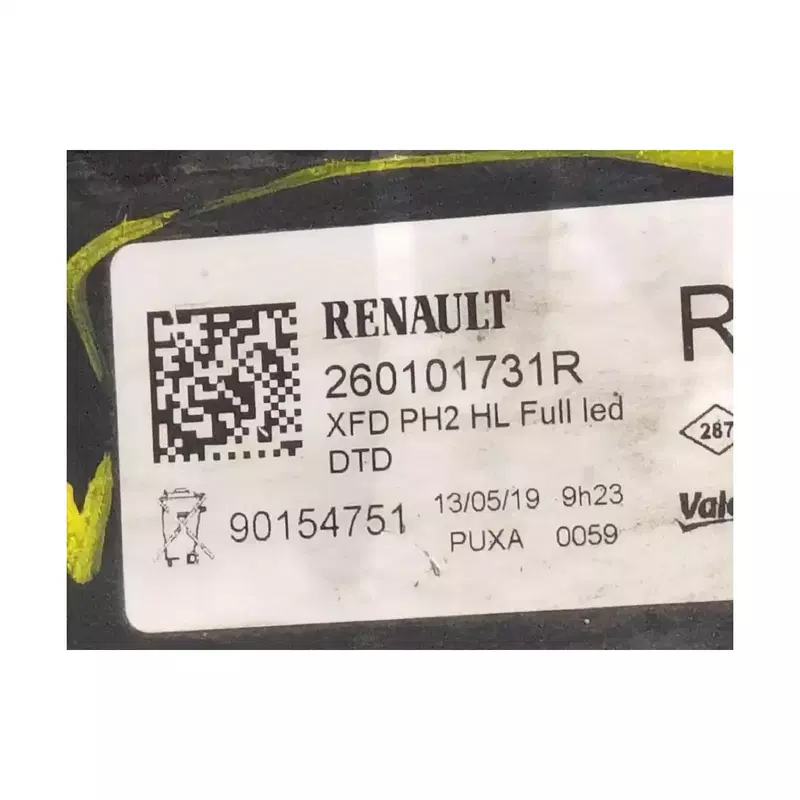 RENAULT
R
260101731R
XFD PH2 HL Full led
287
DTD
90154751
13/05/19 9h23
PUXA 0059
Vale